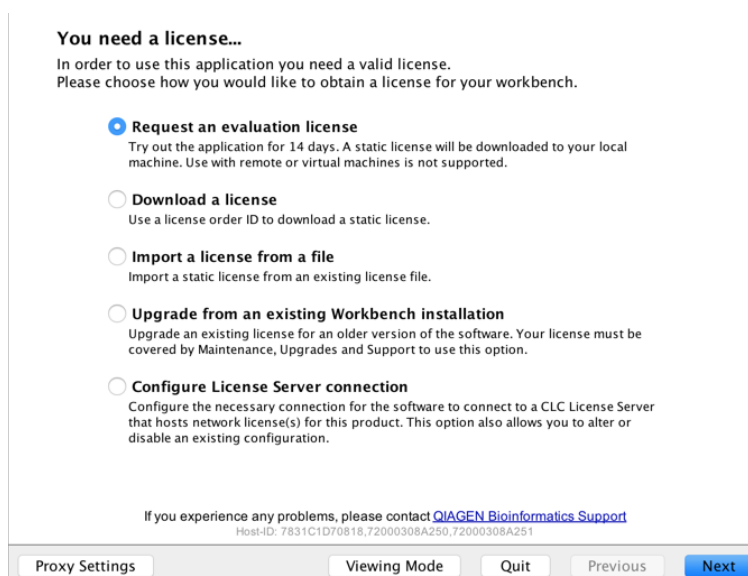 You need a license...
In order to use this application you need a valid license.
Please choose how you would like to obtain a license for your workbench.
Request an evaluation license
Try out the application for 14 days. A static license will be downloaded to your local
machine. Use with remote or virtual machines is not supported.
Download a license
Use a license order ID to download a static license.
Import a license from a file
Import a static license from an existing license file.
Upgrade from an existing Workbench installation
Upgrade an existing license for an older version of the software. Your license must be
covered by Maintenance, Upgrades and Support to use this option.
Configure License Server connection
Configure the necessary connection for the software to connect to a CLC License Server
that hosts network license(s) for this product. This option also allows you to alter or
disable an existing configuration.
If you experience any problems, please contact QIAGEN Bioinformatics Support
Host-ID: 7831C1D70818,72000308A250,72000308A251
Proxy Settings Viewing Mode Quit Previous Next